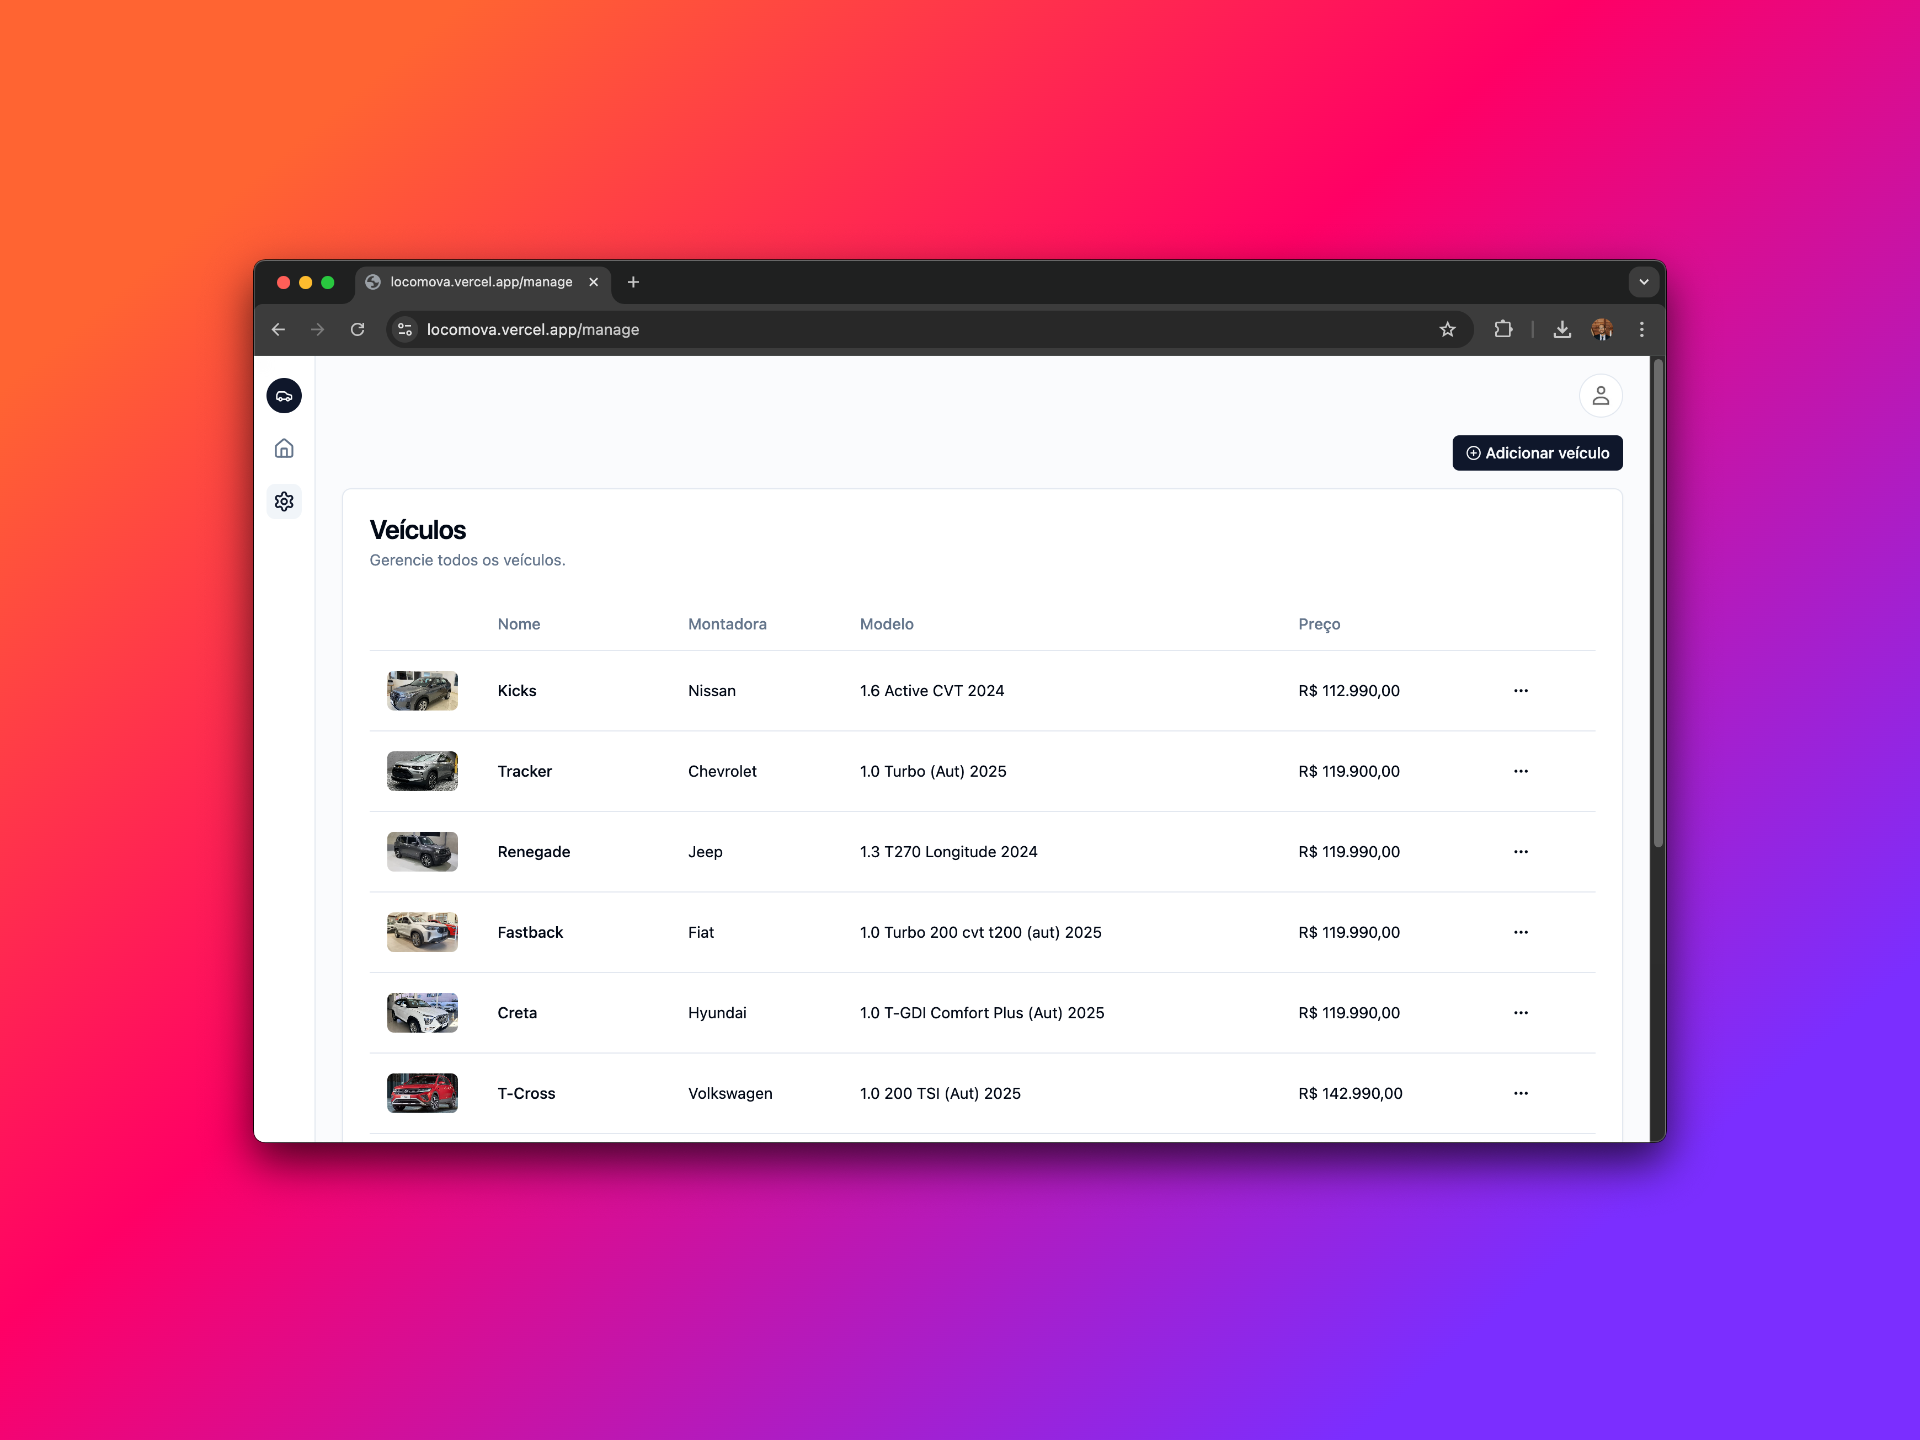 locomova.vercel.app/manage
locomova.vercel.app/manage
Adicionar veículo
Veículos
Gerencie todos os veículos.
Nome Montadora Modelo Preço
Kicks Nissan 1.6 Active CVT 2024 R$ 112.990,00
Tracker Chevrolet 1.0 Turbo (Aut) 2025 R$ 119.900,00
Renegade Jeep 1.3 T270 Longitude 2024 R$ 119.990,00
Fastback Fiat 1.0 Turbo 200 cvt t200 (aut) 2025 R$ 119.990,00
Creta Hyundai 1.0 T-GDI Comfort Plus (Aut) 2025 R$ 119.990,00
T-Cross Volkswagen 1.0 200 TSI (Aut) 2025 R$ 142.990,00